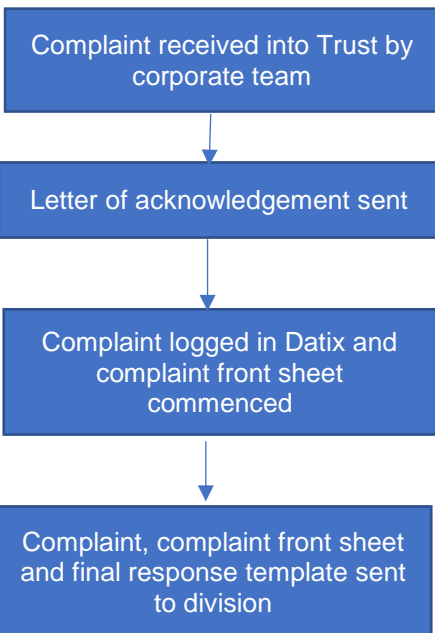 Complaint received into Trust by
corporate team
Letter of acknowledgement sent
Complaint logged in Datix and
complaint front sheet
commenced
Complaint, complaint front sheet
and final response template sent
to division